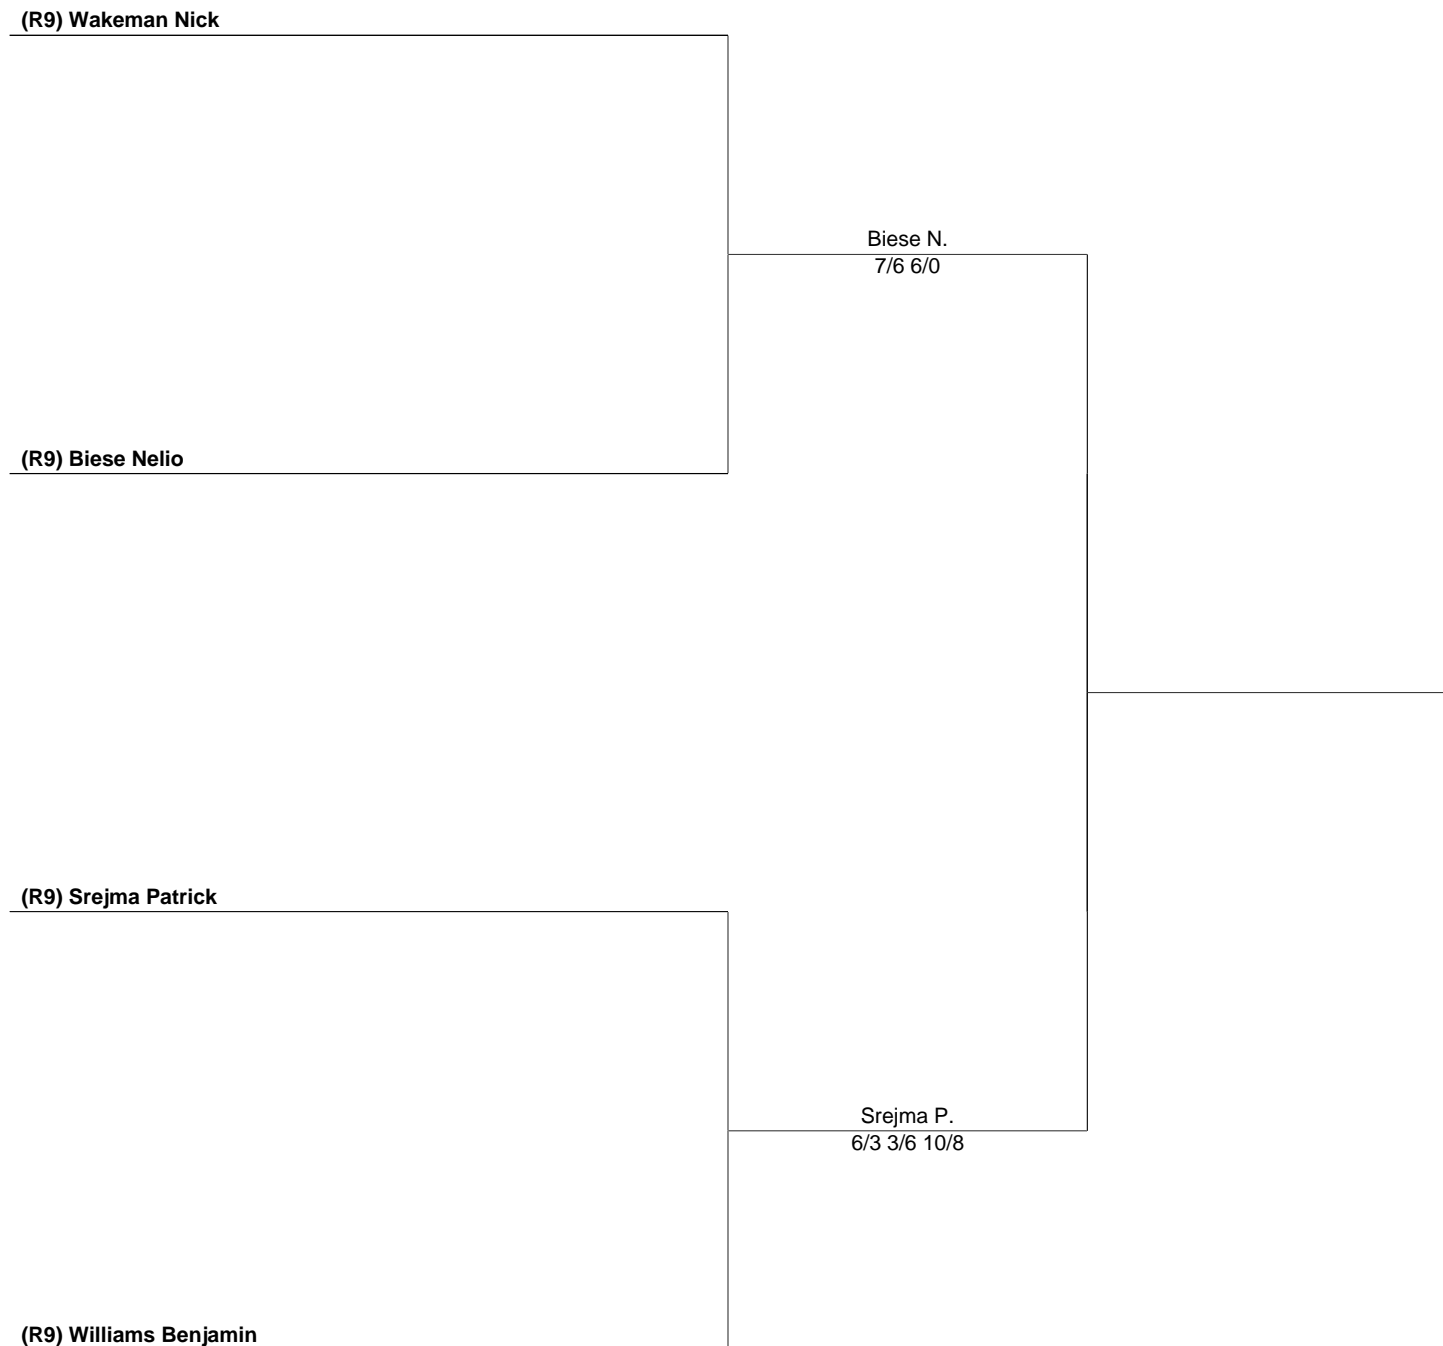 (R9) Wakeman Nick
Biese N.
7/6 6/0
(R9) Biese Nelio
(R9) Srejma Patrick
Srejma P.
6/3 3/6 10/8
(R9) Williams Benjamin